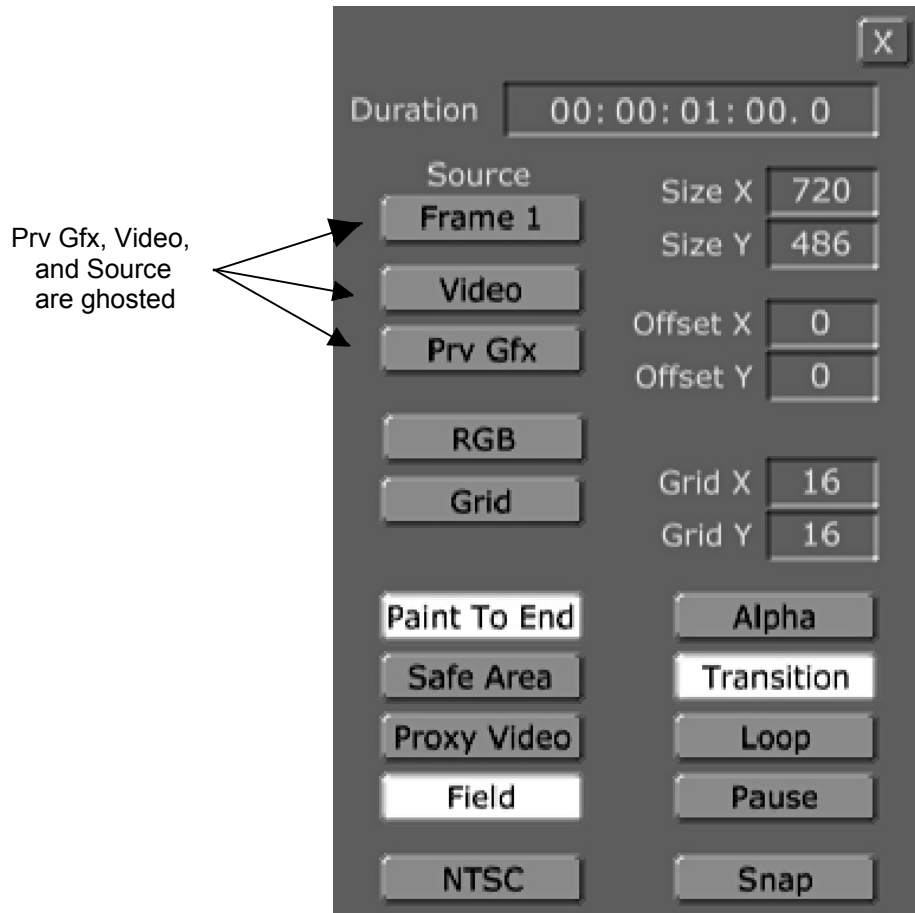 X
Duration 00:00:01:00.0
Source
Frame 1
Size X 720
Size Y 486
Prv Gfx, Video,
and Source
are ghosted
Video
Prv Gfx
Offset X 0
Offset Y 0
RGB
Grid
Grid X 16
Grid Y 16
Paint To End
Alpha
Safe Area
Transition
Proxy Video
Loop
Field
Pause
NTSC
Snap